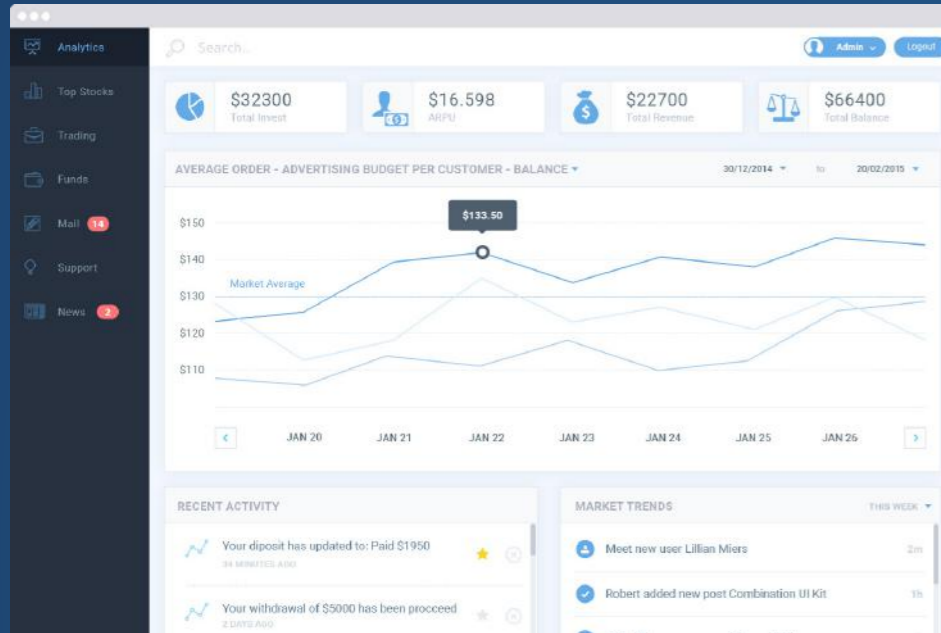 Analytics
Search...
Admin
Logout
Top Stocks
Trading
Funds
Mail 14
Support
News 2
$32300
Total Invest
$16.598
ARPU
$22700
Total Revenue
$66400
Total Balance
AVERAGE ORDER - ADVERTISING BUDGET PER CUSTOMER - BALANCE
30/12/2014 to 20/02/2015
$133.50
$150
$140
Market Average
$130
$120
$110
JAN 20 JAN 21 JAN 22 JAN 23 JAN 24 JAN 25 JAN 26
RECENT ACTIVITY
Your diposit has updated to: Paid $1950
34 MINUTES AGO
Your withdrawal of $5000 has been procceed
2 DAYS AGO
MARKET TRENDS
THIS WEEK
Meet new user Lillian Miers
2m
Robert added new post Combination UI Kit
1h